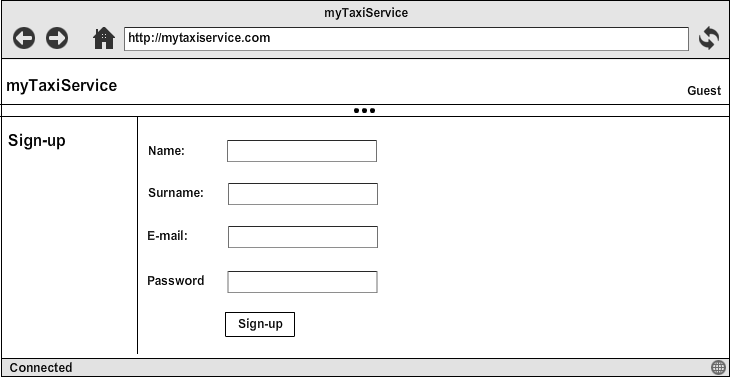 myTaxiService
http://mytaxiservice.com
myTaxiService
Guest
Sign-up
Name:
Surname:
E-mail:
Password
Sign-up
Connected